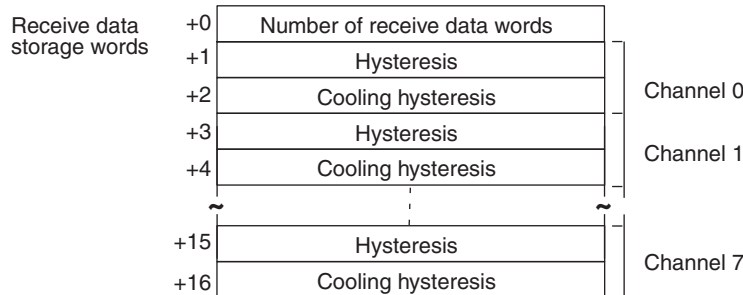 Receive data
storage words
+0 Number of receive data words
+1 Hysteresis
+2 Cooling hysteresis
Channel 0
+3 Hysteresis
+4 Cooling hysteresis
Channel 1
~ ~
+15 Hysteresis
+16 Cooling hysteresis
Channel 7